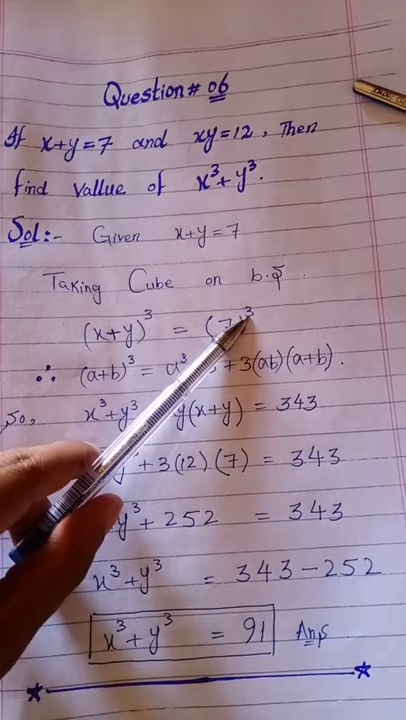 Question # 06
If x+y=7 and xy=12, Then
find vallue of x³+y³.
Sol:- Given x+y=7
Taking Cube on b.S.
(x+y)³ = (7)³
∴ (a+b)³ = a³ +3(ab)(a+b).
So, x³+y³ y(x+y) = 343
+3(12)(7) = 343
y³+252 = 343
x³+y³ = 343-252
x³+y³ = 91 Ans